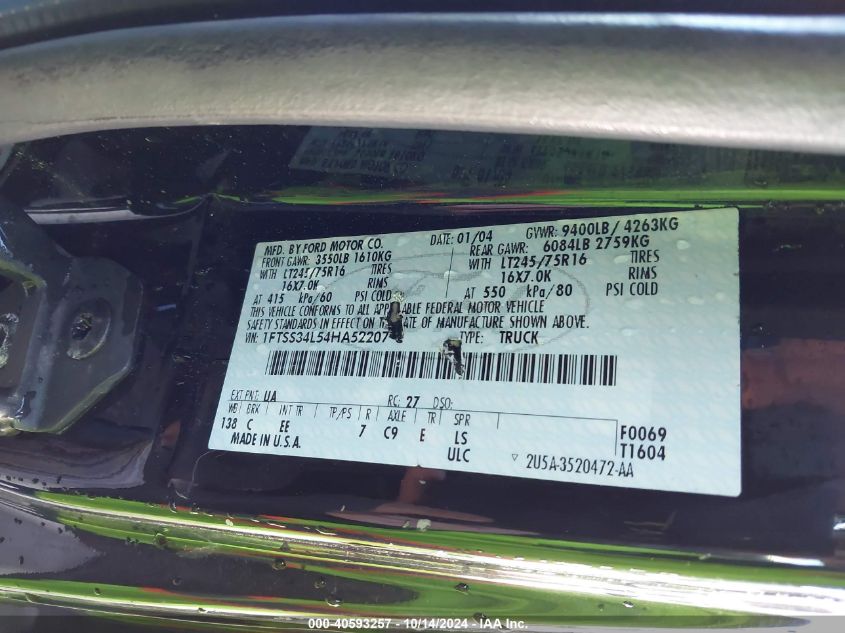 MFD. BY FORD MOTOR CO.
DATE: 01/04
GVWR: 9400LB / 4263KG
FRONT GAWR: 3550LB 1610KG
REAR GAWR: 6084LB 2759KG
WITH LT245/75R16 TIRES
WITH LT245/75R16 TIRES
16X7.0K RIMS
16X7.0K RIMS
AT 415 kPa/60 PSI COLD
AT 550 kPa/80 PSI COLD
THIS VEHICLE CONFORMS TO ALL APPLICABLE FEDERAL MOTOR VEHICLE
SAFETY STANDARDS IN EFFECT ON THE DATE OF MANUFACTURE SHOWN ABOVE.
VIN: 1FTSS34L54HA52207
TYPE: TRUCK
EXT PNT: UA RC: 27 DSO:
WB BRK INT TR TP/PS R AXLE TR SPR
138 C EE 7 C9 E LS
ULC
F0069
T1604
MADE IN U.S.A.
▽ 2U5A-3520472-AA
000-40593257 - 10/14/2024 - IAA Inc.